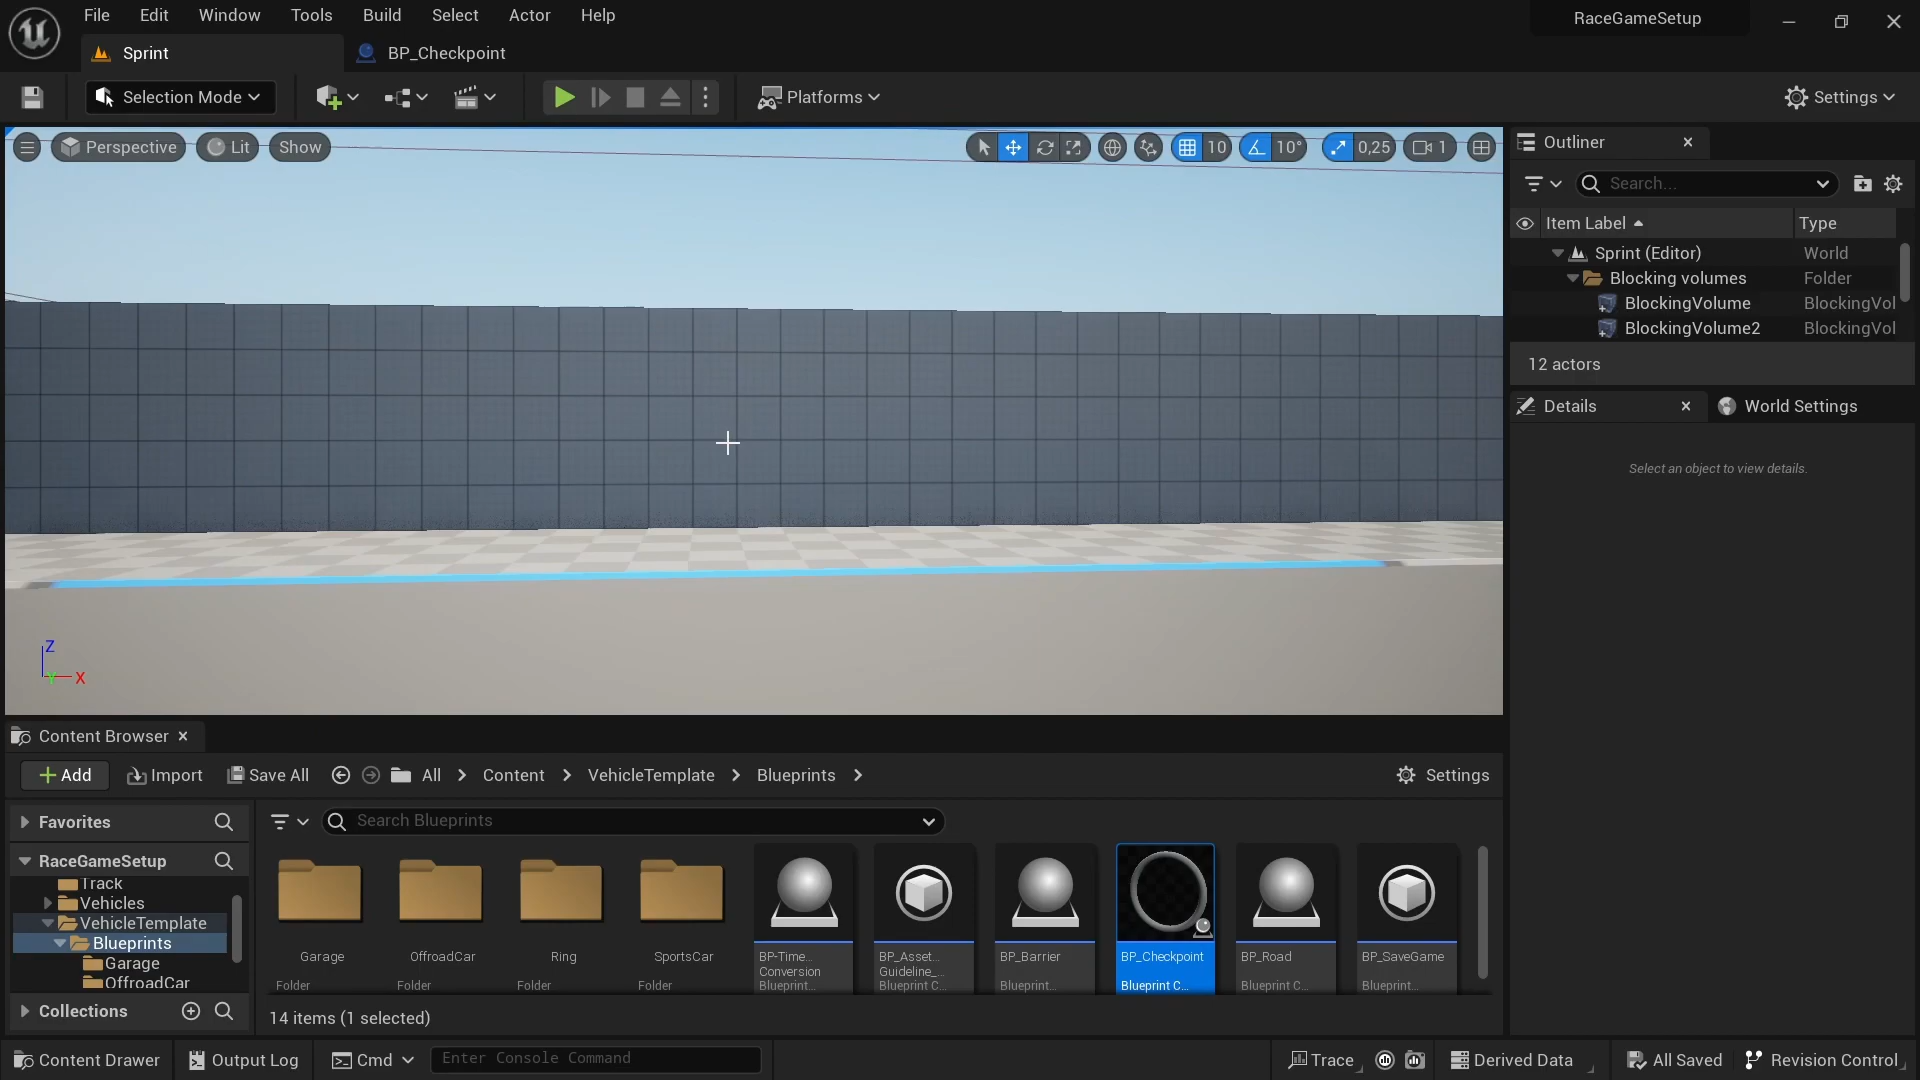 File Edit Window Tools Build Select Actor Help
RaceGameSetup
Sprint
BP_Checkpoint
Selection Mode
Platforms
Settings
Perspective
Lit
Show
10
10°
0,25
1
Z
Y
X
Outliner
Search...
Item Label
Type
Sprint (Editor) World
Blocking volumes Folder
BlockingVolume BlockingVol
BlockingVolume2 BlockingVol
12 actors
Details
World Settings
Select an object to view details.
Content Browser
Add
Import
Save All
All
Content
VehicleTemplate
Blueprints
Settings
Favorites
RaceGameSetup
Track
Vehicles
VehicleTemplate
Blueprints
Garage
OffroadCar
Collections
Search Blueprints
Garage
Folder
OffroadCar
Folder
Ring
Folder
SportsCar
Folder
BP-Time...
Conversion
Blueprint...
BP_Asset...
Guideline_...
Blueprint C...
BP_Barrier
Blueprint...
BP_Checkpoint
Blueprint C...
BP_Road
Blueprint C...
BP_SaveGame
Blueprint...
14 items (1 selected)
Content Drawer
Output Log
Cmd
Enter Console Command
Trace
Derived Data
All Saved
Revision Control